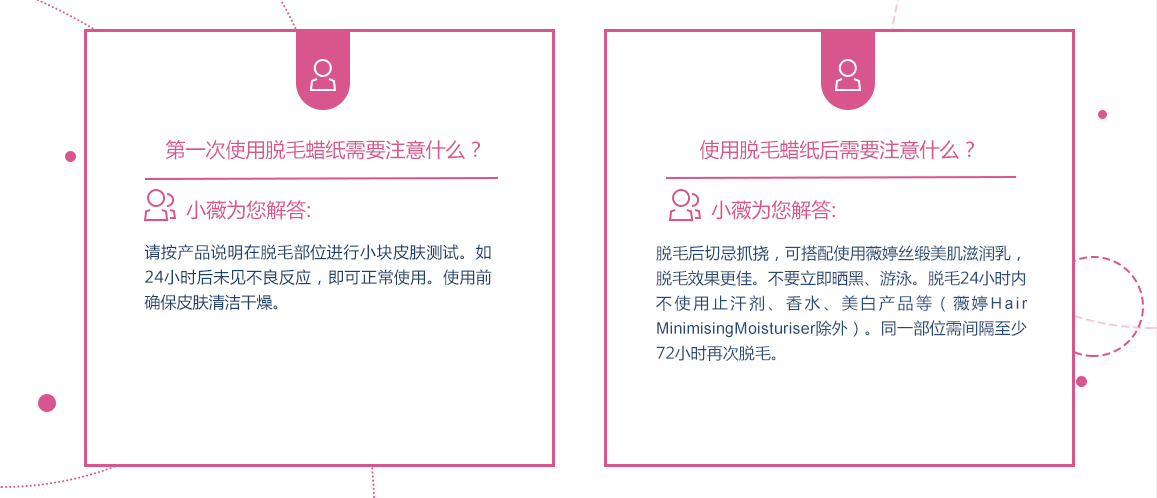 第一次使用脱毛蜡纸需要注意什么？
小薇为您解答:
请按产品说明在脱毛部位进行小块皮肤测试。如
24小时后未见不良反应，即可正常使用。使用前
确保皮肤清洁干燥。
使用脱毛蜡纸后需要注意什么？
小薇为您解答:
脱毛后切忌抓挠，可搭配使用薇婷丝缎美肌滋润乳，
脱毛效果更佳。不要立即晒黑、游泳。脱毛24小时内
不使用止汗剂、香水、美白产品等（薇婷Hair
MinimisingMoisturiser除外）。同一部位需间隔至少
72小时再次脱毛。